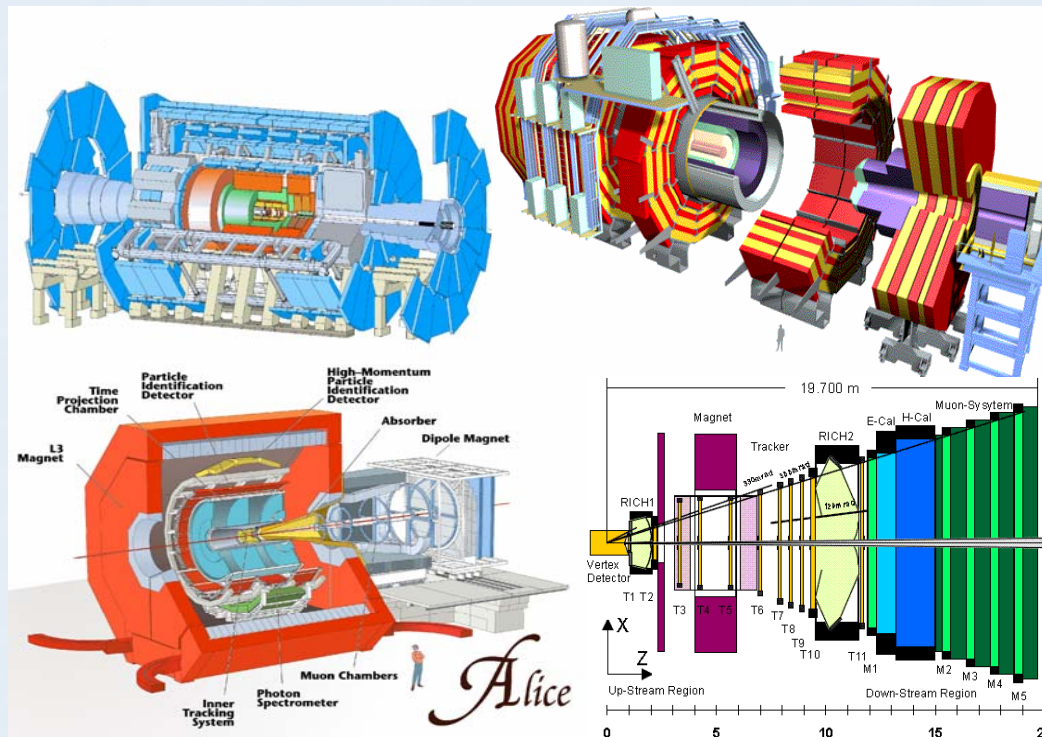 Particle
Identification
Detector
High-Momentum
Particle
Identification
Detector
Time
Projection
Chamber
Absorber
Dipole Magnet
L3
Magnet
Muon Chambers
Photon
Spectrometer
Inner
Tracking
System
Alice
19.700 m
Muon-Sysytem
E-Cal
H-Cal
Magnet
Tracker
RICH2
RICH1
Vertex
Detector
T1
T2
T3
T4
T5
T6
T7
T8
T9
T10
T11
M1
M2
M3
M4
M5
X
Z
Up-Stream Region
Down-Stream Region
0
5
10
15